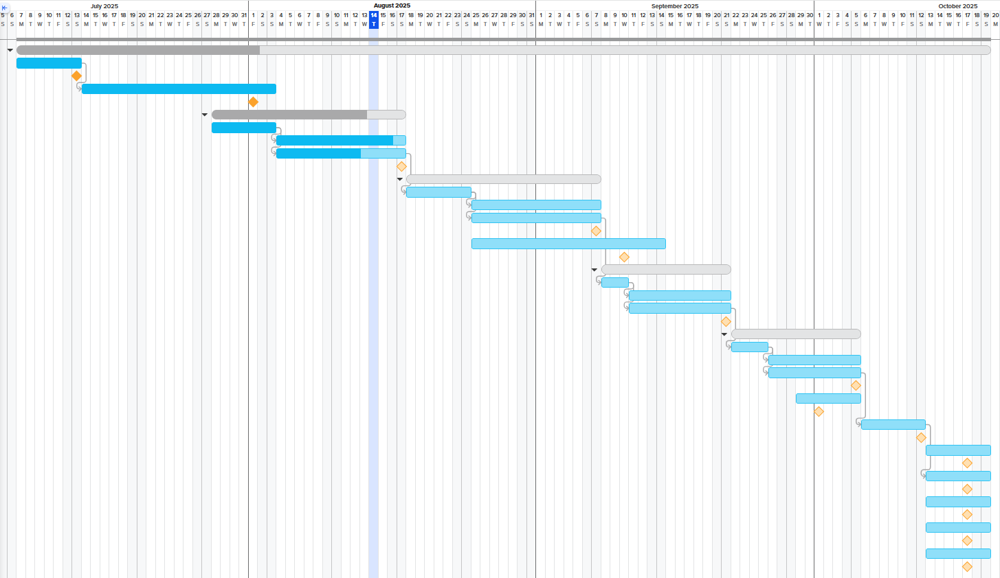 July 2025 August 2025 September 2025 October 2025
5 6 7 8 9 10 11 12 13 14 15 16 17 18 19 20 21 22 23 24 25 26 27 28 29 30 31 1 2 3 4 5 6 7 8 9 10 11 12 13 14 15 16 17 18 19 20 21 22 23 24 25 26 27 28 29 30 31 1 2 3 4 5 6 7 8 9 10 11 12 13 14 15 16 17 18 19 20 21 22 23 24 25 26 27 28 29 30 1 2 3 4 5 6 7 8 9 10 11 12 13 14 15 16 17 18 19 20
S S M T W T F S S M T W T F S S M T W T F S S M T W T F S S M T W T F S S M T W T F S S M T W T F S S M T W T F S S M T W T F S S M T W T F S S M T W T F S S M T W T F S S M T W T F S S M T W T F S S M T W T F S S M